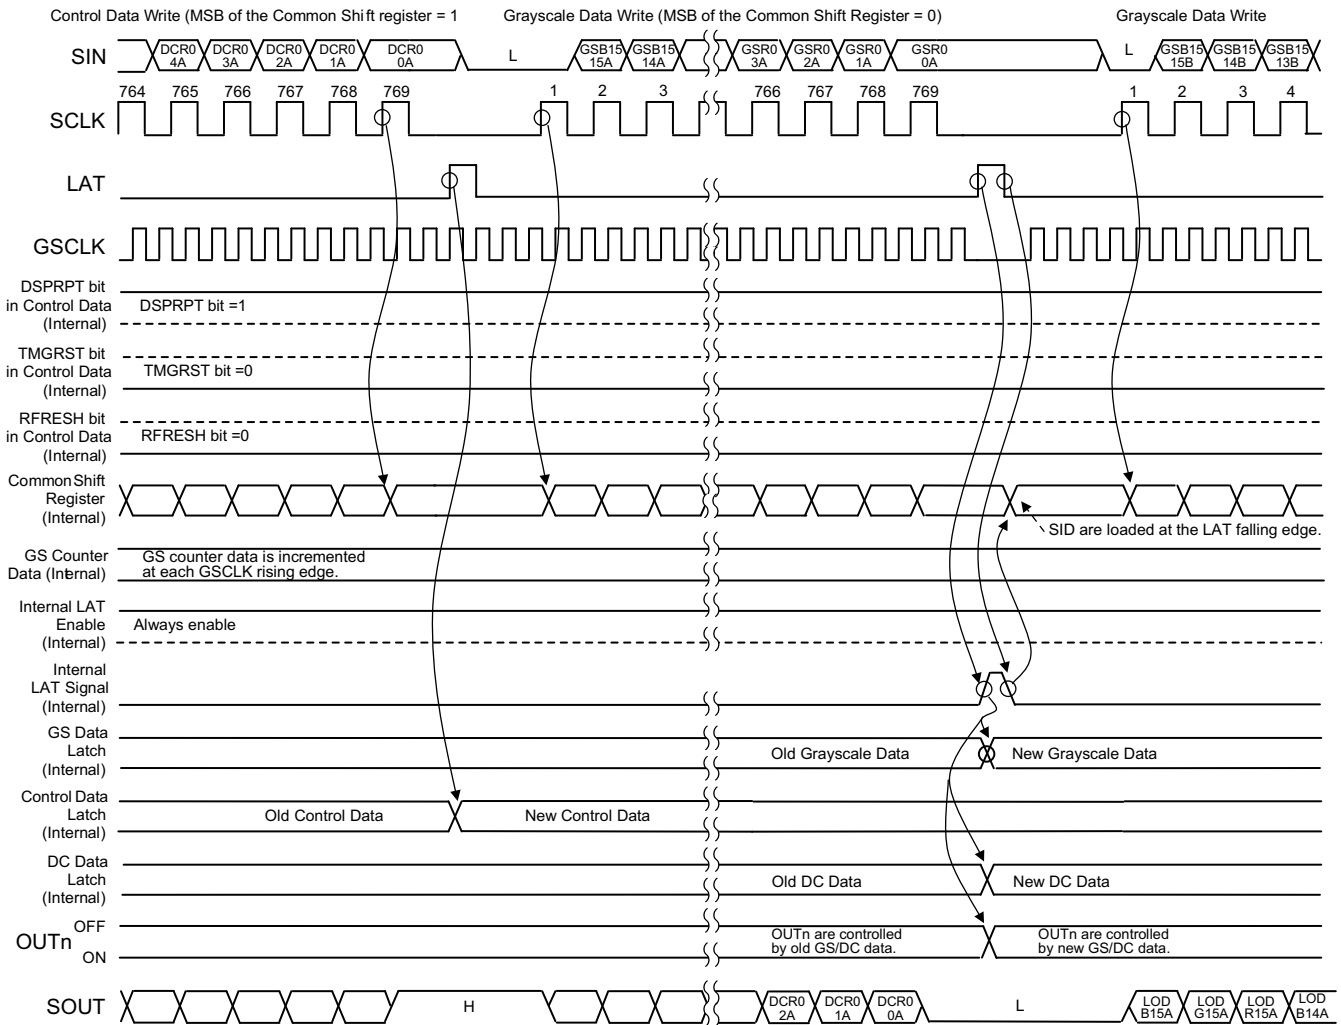 Control Data Write (MSB of the Common Shift register = 1
Grayscale Data Write (MSB of the Common Shift Register = 0)
Grayscale Data Write
SIN
DCR0 4A
DCR0 3A
DCR0 2A
DCR0 1A
DCR0 0A
L
GSB15 15A
GSB15 14A
GSR0 3A
GSR0 2A
GSR0 1A
GSR0 0A
L
GSB15 15B
GSB15 14B
GSB15 13B
764 765 766 767 768 769 1 2 3 766 767 768 769 1 2 3 4
SCLK
LAT
GSCLK
DSPRPT bit
in Control Data
(Internal)
DSPRPT bit =1
TMGRST bit
in Control Data
(Internal)
TMGRST bit =0
RFRESH bit
in Control Data
(Internal)
RFRESH bit =0
Common Shift
Register
(Internal)
SID are loaded at the LAT falling edge.
GS Counter
Data (Internal)
GS counter data is incremented
at each GSCLK rising edge.
Internal LAT
Enable
(Internal)
Always enable
Internal
LAT Signal
(Internal)
GS Data
Latch
(Internal)
Old Grayscale Data
New Grayscale Data
Control Data
Latch
(Internal)
Old Control Data
New Control Data
DC Data
Latch
(Internal)
Old DC Data
New DC Data
OUTn
OFF
ON
OUTn are controlled
by old GS/DC data.
OUTn are controlled
by new GS/DC data.
SOUT
H
DCR0 2A
DCR0 1A
DCR0 0A
L
LOD B15A
LOD G15A
LOD R15A
LOD B14A